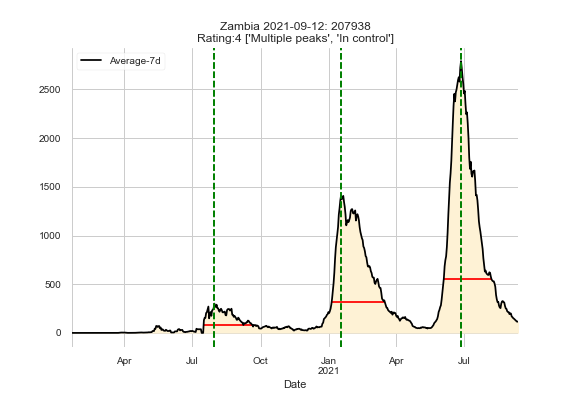 Zambia 2021-09-12: 207938
Rating:4 ['Multiple peaks', 'In control']
Average-7d
2500
2000
1500
1000
500
0
Apr
Jul
Oct
Jan
2021
Apr
Jul
Date